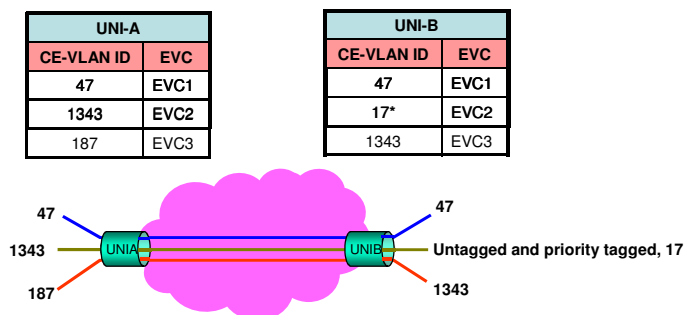 UNI-A
CE-VLAN ID EVC
47 EVC1
1343 EVC2
187 EVC3
UNI-B
CE-VLAN ID EVC
47 EVC1
17* EVC2
1343 EVC3
47
1343
187
UNIA
UNIB
47
Untagged and priority tagged, 17
1343